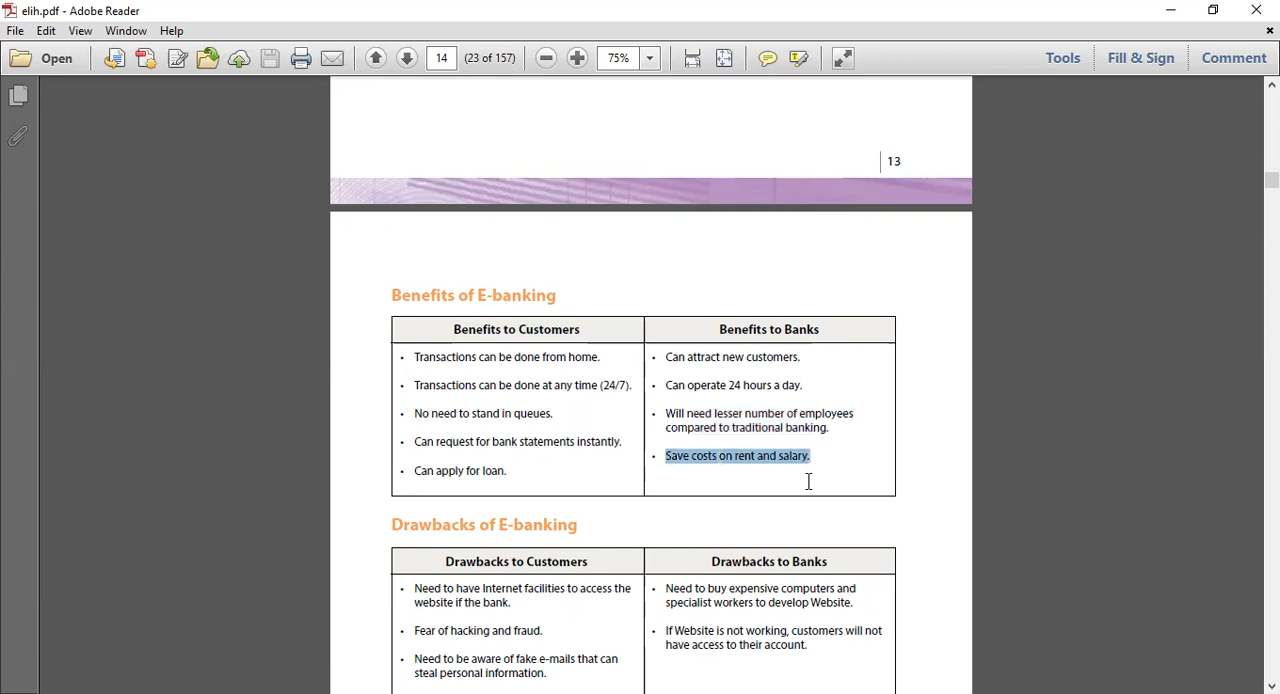 elih.pdf - Adobe Reader
File Edit View Window Help
Open 14 (23 of 157) 75% Tools Fill & Sign Comment
13
Benefits of E-banking
Benefits to Customers
• Transactions can be done from home.
• Transactions can be done at any time (24/7).
• No need to stand in queues.
• Can request for bank statements instantly.
• Can apply for loan.
Benefits to Banks
• Can attract new customers.
• Can operate 24 hours a day.
• Will need lesser number of employees
compared to traditional banking.
• Save costs on rent and salary.
Drawbacks of E-banking
Drawbacks to Customers
• Need to have Internet facilities to access the
website if the bank.
• Fear of hacking and fraud.
• Need to be aware of fake e-mails that can
steal personal information.
Drawbacks to Banks
• Need to buy expensive computers and
specialist workers to develop Website.
• If Website is not working, customers will not
have access to their account.